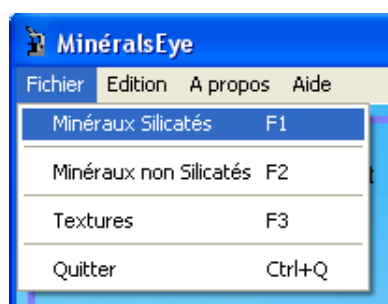 MinéralsEye
Fichier Edition A propos Aide
Minéraux Silicatés F1
Minéraux non Silicatés F2
Textures F3
Quitter Ctrl+Q